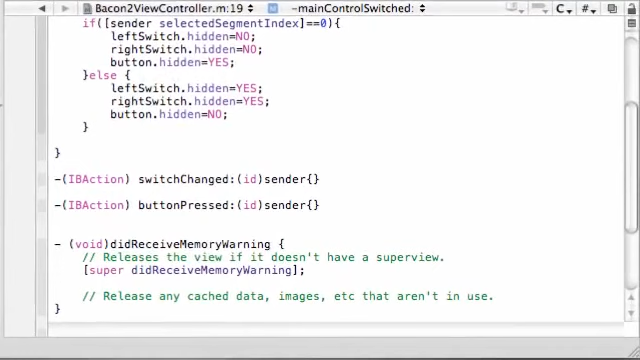 Bacon2ViewController.m:19 M -mainControlSwitched: C #
if([sender selectedSegmentIndex]==0){
leftSwitch.hidden=NO;
rightSwitch.hidden=NO;
button.hidden=YES;
}else {
leftSwitch.hidden=YES;
rightSwitch.hidden=YES;
button.hidden=NO;
}
}
-(IBAction) switchChanged:(id)sender{}
-(IBAction) buttonPressed:(id)sender{}
- (void)didReceiveMemoryWarning {
// Releases the view if it doesn't have a superview.
[super didReceiveMemoryWarning];
// Release any cached data, images, etc that aren't in use.
}